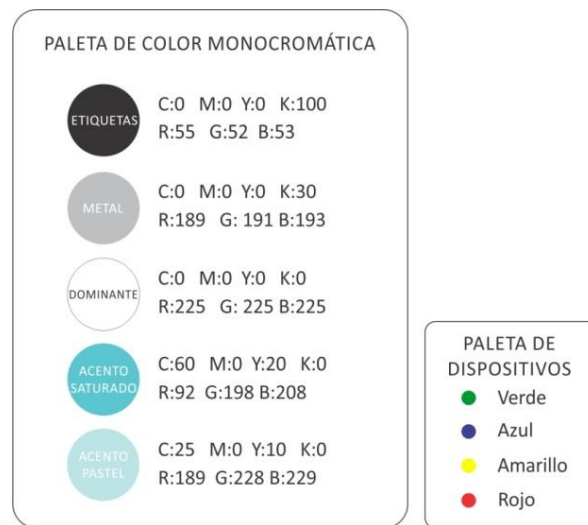 PALETA DE COLOR MONOCROMÁTICA
ETIQUETAS
C:0 M:0 Y:0 K:100
R:55 G:52 B:53
METAL
C:0 M:0 Y:0 K:30
R:189 G: 191 B:193
DOMINANTE
C:0 M:0 Y:0 K:0
R:225 G: 225 B:225
ACENTO
SATURADO
C:60 M:0 Y:20 K:0
R:92 G:198 B:208
ACENTO
PASTEL
C:25 M:0 Y:10 K:0
R:189 G:228 B:229
PALETA DE
DISPOSITIVOS
Verde
Azul
Amarillo
Rojo